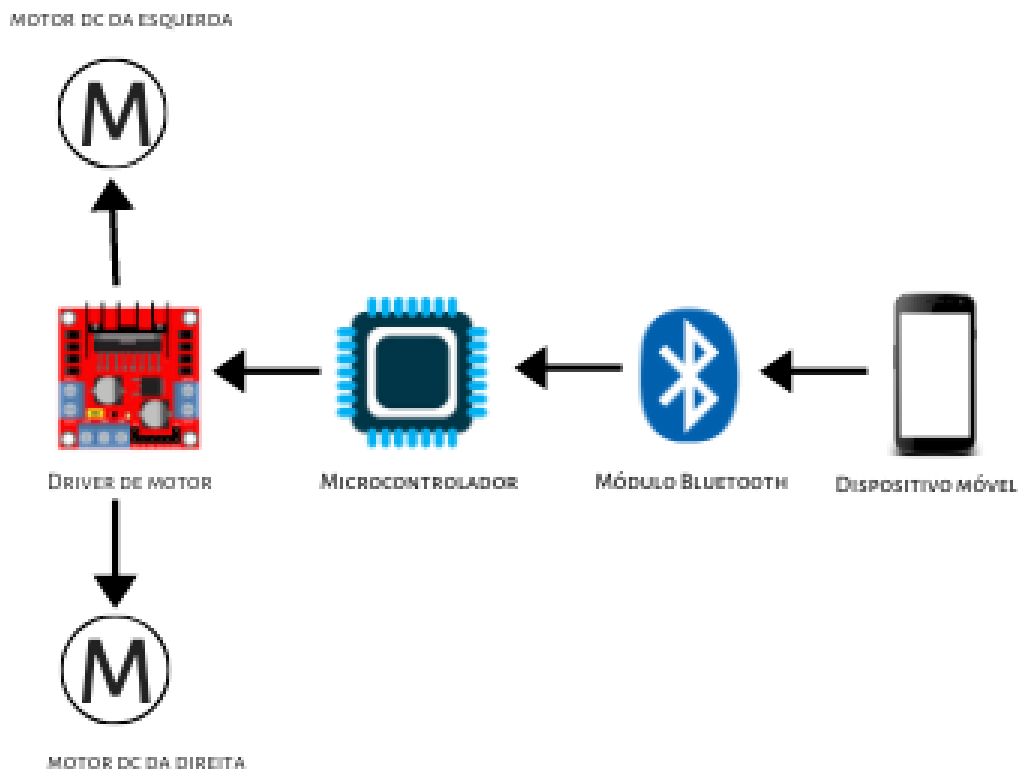 MOTOR DC DA ESQUERDA
M
DRIVER DE MOTOR
MICROCONTROLADOR
MÓDULO BLUETOOTH
DISPOSITIVO MÓVEL
M
MOTOR DC DA DIREITA